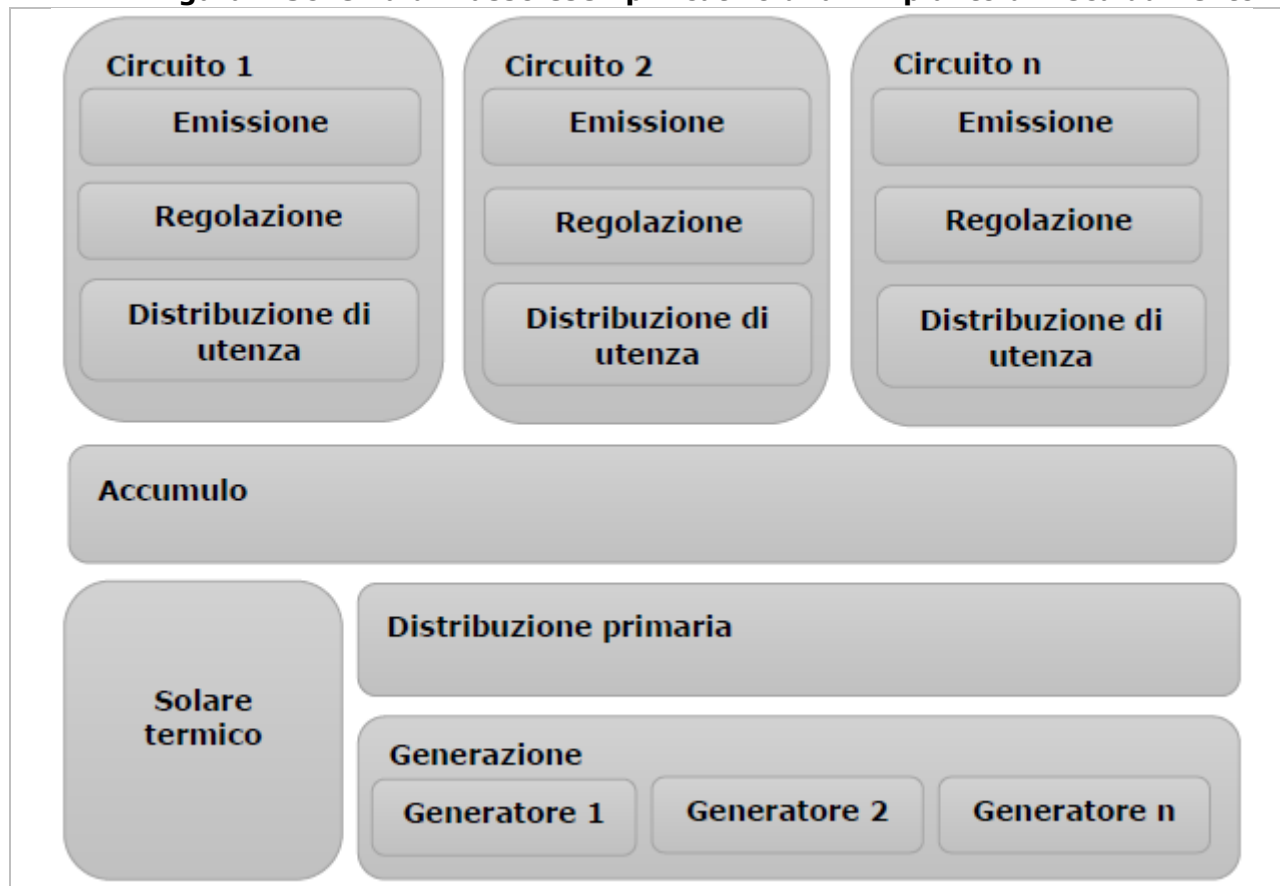 Circuito 1
Emissione
Regolazione
Distribuzione di
utenza
Circuito 2
Emissione
Regolazione
Distribuzione di
utenza
Circuito n
Emissione
Regolazione
Distribuzione di
utenza
Accumulo
Solare
termico
Distribuzione primaria
Generazione
Generatore 1
Generatore 2
Generatore n